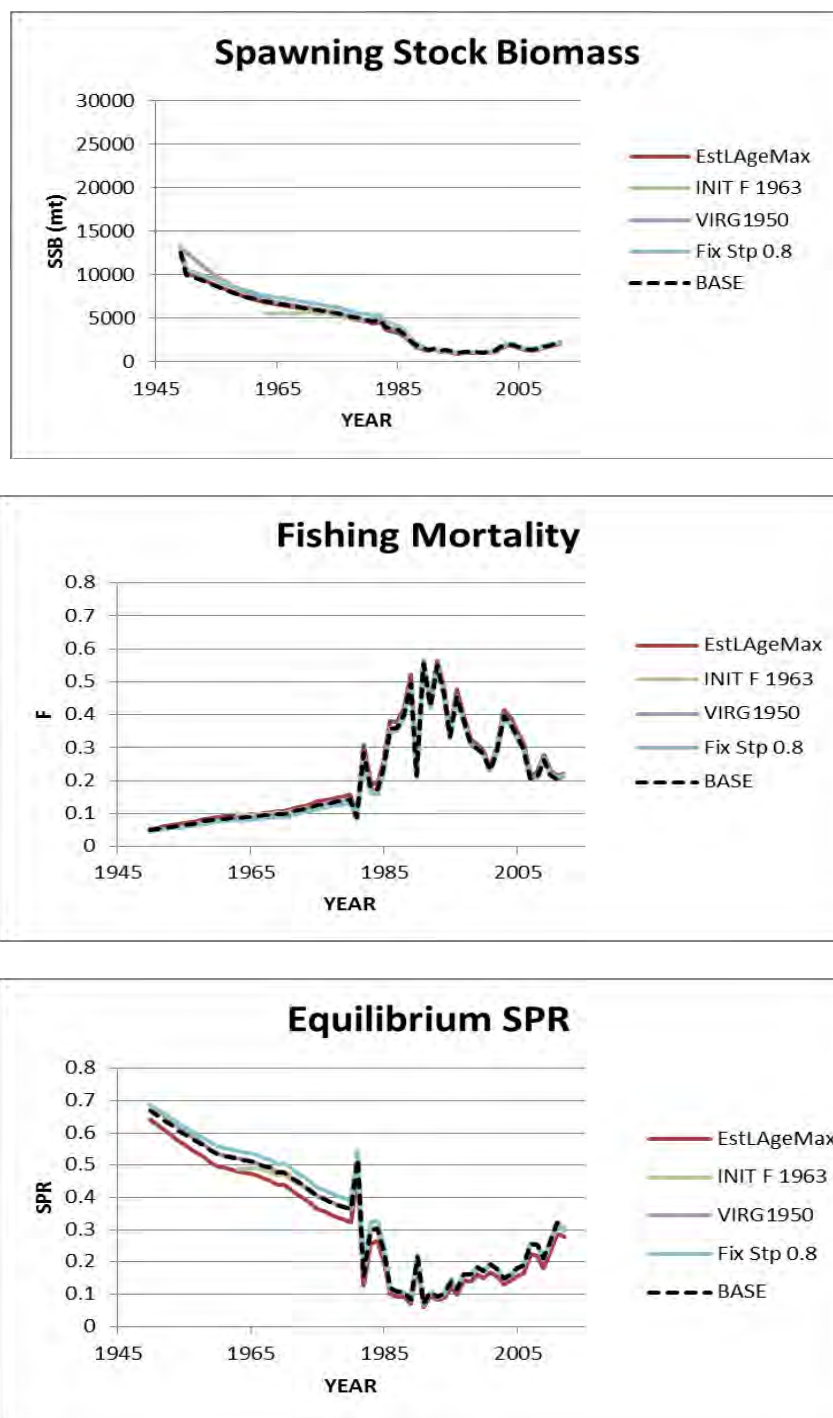 Spawning Stock Biomass
30000
25000
20000
15000
10000
5000
0
SSB (mt)
1945 1965 1985 2005
YEAR
EstLAgeMax
INIT F 1963
VIRG1950
Fix Stp 0.8
BASE
Fishing Mortality
0.8
0.7
0.6
0.5
0.4
0.3
0.2
0.1
0
F
1945 1965 1985 2005
YEAR
EstLAgeMax
INIT F 1963
VIRG1950
Fix Stp 0.8
BASE
Equilibrium SPR
0.8
0.7
0.6
0.5
0.4
0.3
0.2
0.1
0
SPR
1945 1965 1985 2005
YEAR
EstLAgeMax
INIT F 1963
VIRG1950
Fix Stp 0.8
BASE